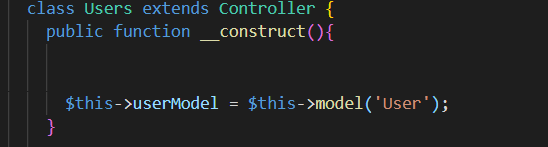 class Users extends Controller {
public function __construct(){
$this->userModel = $this->model('User');
}